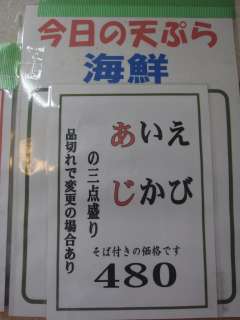 今日の天ぷら
海鮮
えび
いか
あじ
の三点盛り
品切れで変更の場合あり
そば付きの価格です
480